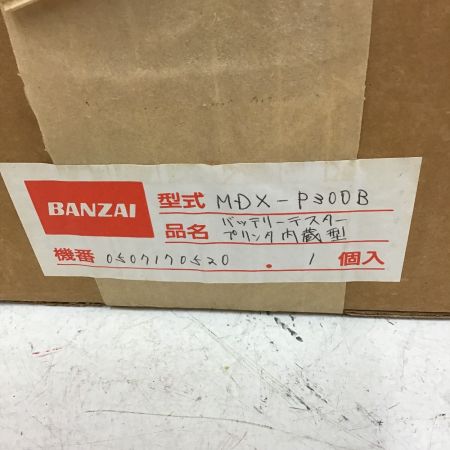 BANZAI
型式 MDX-P300B
品名 バッテリーテスター
プリンタ内蔵型
機番 0507170520 . 1 個入